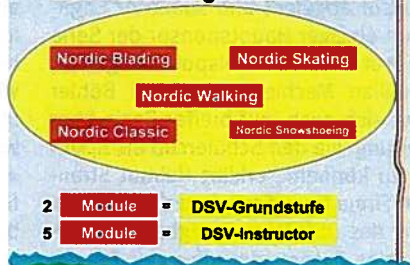 Nordic Blading Nordic Skating
Nordic Walking
Nordic Classic Nordic Snowshoeing
2 Module = DSV-Grundstufe
5 Module = DSV-Instructor